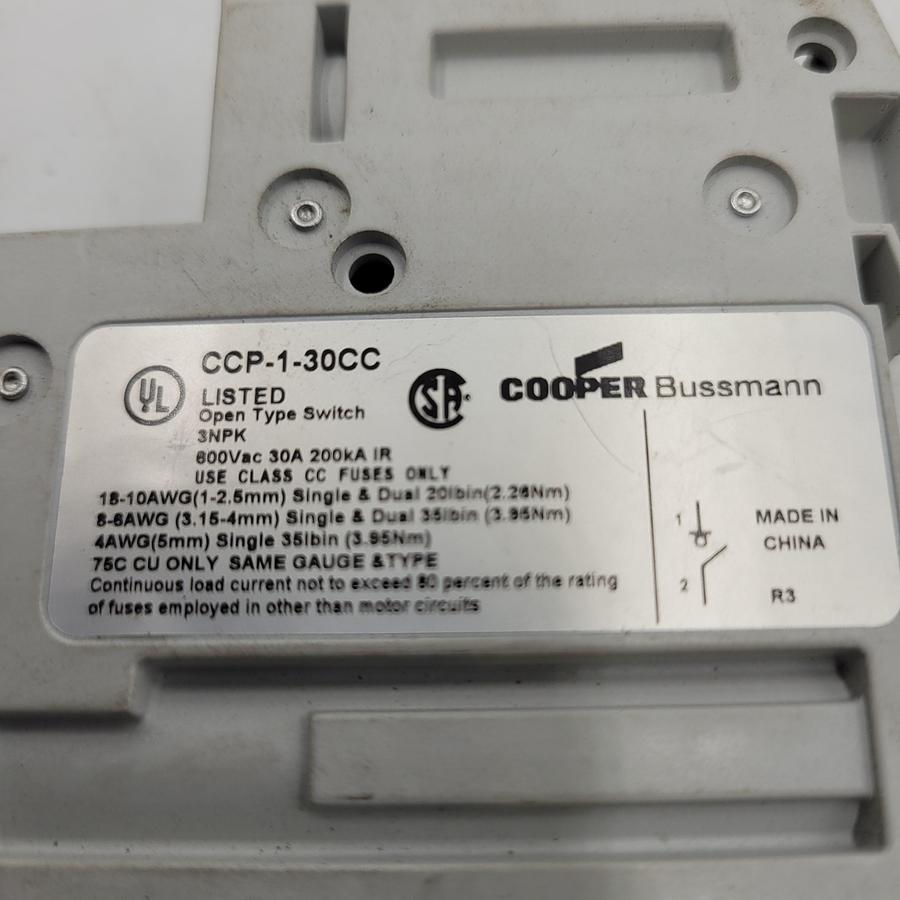 CCP-1-30CC
UL
LISTED
Open Type Switch
3NPK
600Vac 30A 200kA IR
USE CLASS CC FUSES ONLY
SA
COOPER Bussmann
18-10AWG(1-2.5mm) Single & Dual 20lbin(2.26Nm)
8-6AWG (3.15-4mm) Single & Dual 35lbin (3.95Nm)
4AWG(5mm) Single 35lbin (3.95Nm)
75C CU ONLY SAME GAUGE &TYPE
Continuous load current not to exceed 80 percent of the rating
of fuses employed in other than motor circuits
1
2
MADE IN
CHINA
R3